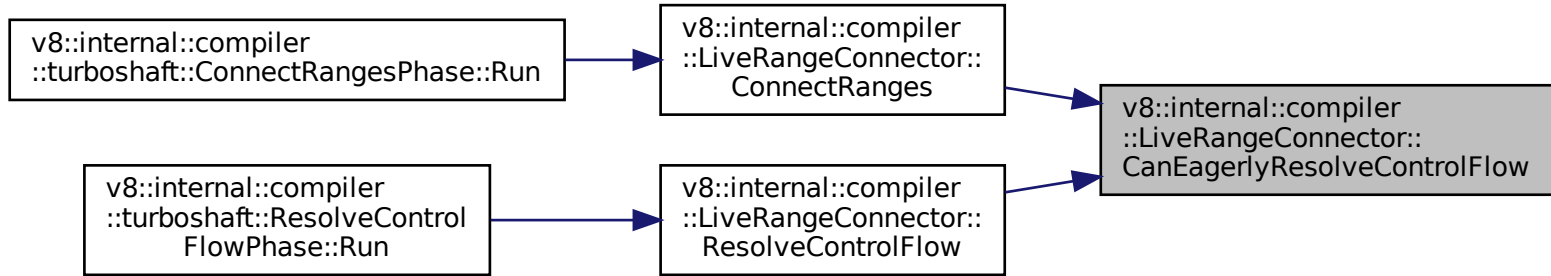 v8::internal::compiler
::turboshaft::ConnectRangesPhase::Run
v8::internal::compiler
::LiveRangeConnector::
ConnectRanges
v8::internal::compiler
::LiveRangeConnector::
CanEagerlyResolveControlFlow
v8::internal::compiler
::turboshaft::ResolveControl
FlowPhase::Run
v8::internal::compiler
::LiveRangeConnector::
ResolveControlFlow